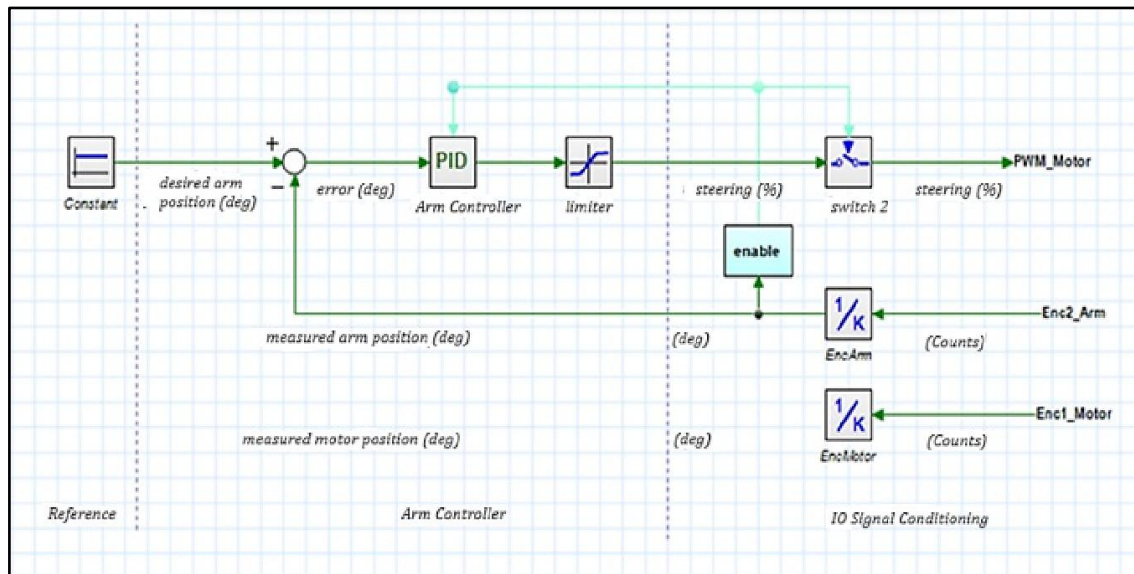 +
PID
PWM_Motor
−
desired arm
. position (deg)
error (deg)
steering (%)
steering (%)
Constant
Arm Controller
limiter
switch 2
enable
1/K
Enc2_Arm
measured arm position (deg)
(deg)
(Counts)
EncArm
1/K
Enc1_Motor
measured motor position (deg)
(deg)
(Counts)
EncMotor
Reference
Arm Controller
IO Signal Conditioning